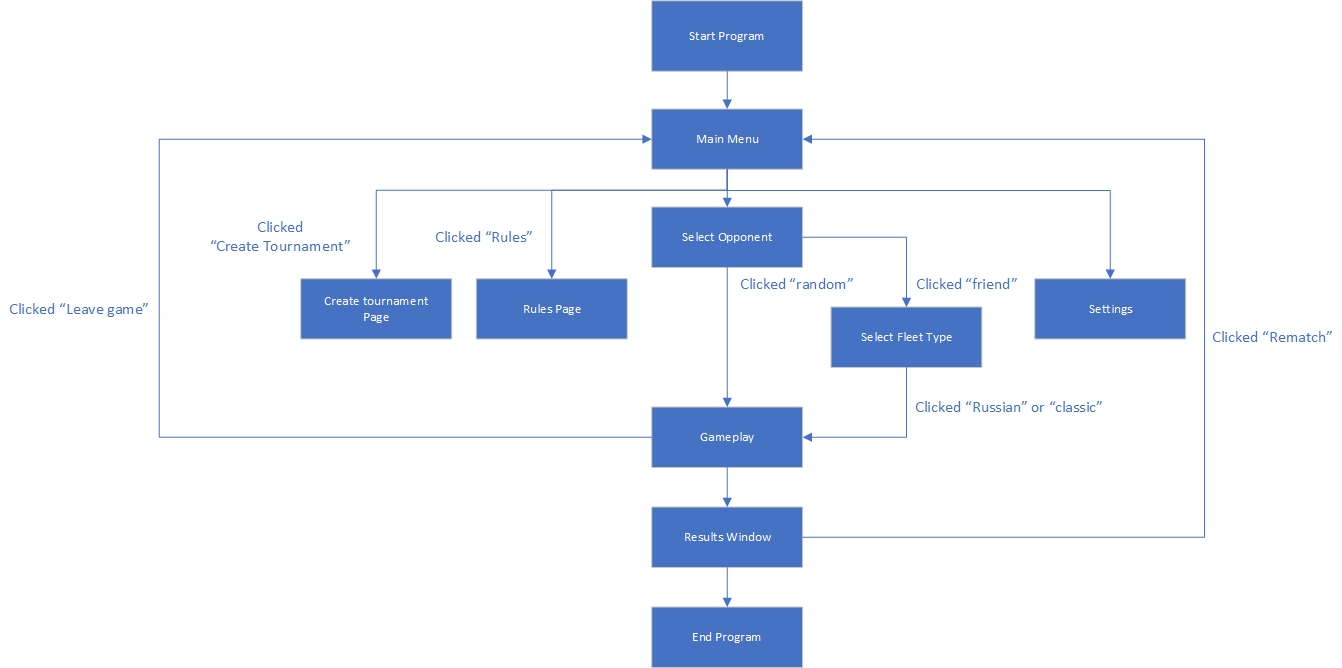 Start Program
Main Menu
Clicked
“Create Tournament”
Clicked “Rules”
Select Opponent
Clicked “random”
Clicked “friend”
Clicked “Leave game”
Create tournament
Page
Rules Page
Settings
Select Fleet Type
Clicked “Rematch”
Clicked “Russian” or “classic”
Gameplay
Results Window
End Program